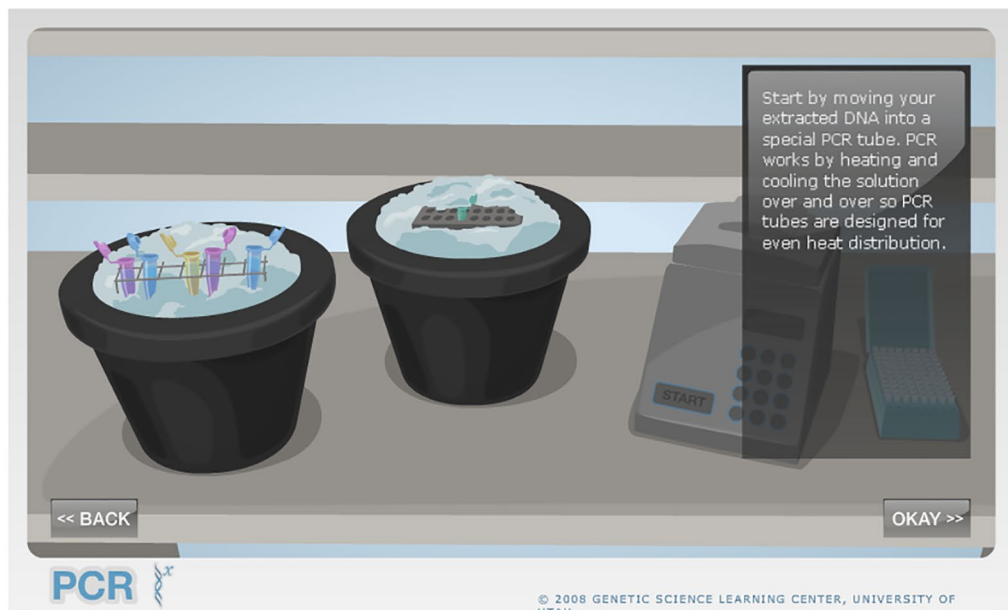 Start by moving your
extracted DNA into a
special PCR tube. PCR
works by heating and
cooling the solution
over and over so PCR
tubes are designed for
even heat distribution.
START
<< BACK
OKAY >>
PCR x
© 2008 GENETIC SCIENCE LEARNING CENTER, UNIVERSITY OF
UTAH